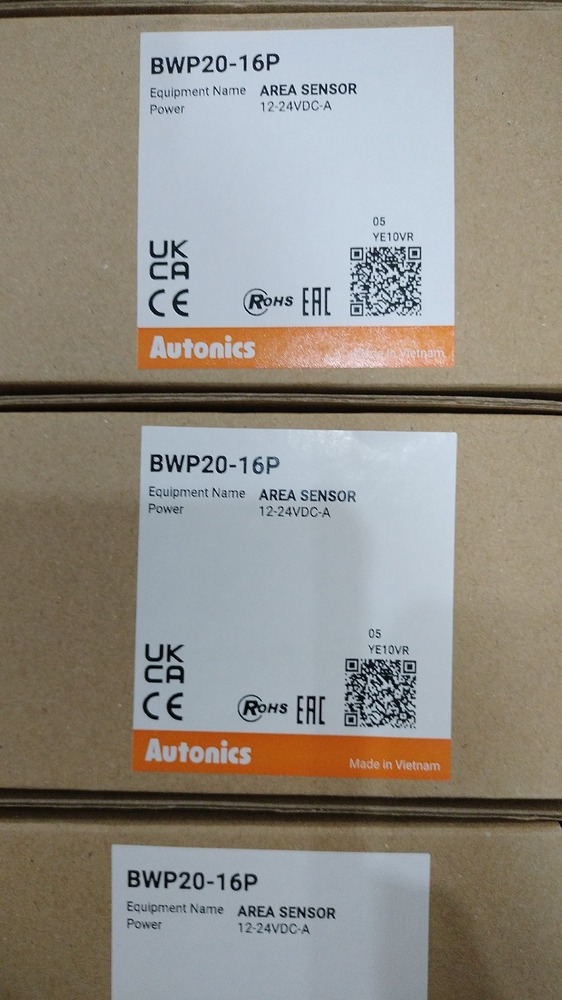 BWP20-16P
Equipment Name AREA SENSOR
Power 12-24VDC-A
05
YE10VR
UK
CA
CE RoHS EAC
Autonics Made in Vietnam
BWP20-16P
Equipment Name AREA SENSOR
Power 12-24VDC-A
05
YE10VR
UK
CA
CE RoHS EAC
Autonics Made in Vietnam
BWP20-16P
Equipment Name AREA SENSOR
Power 12-24VDC-A